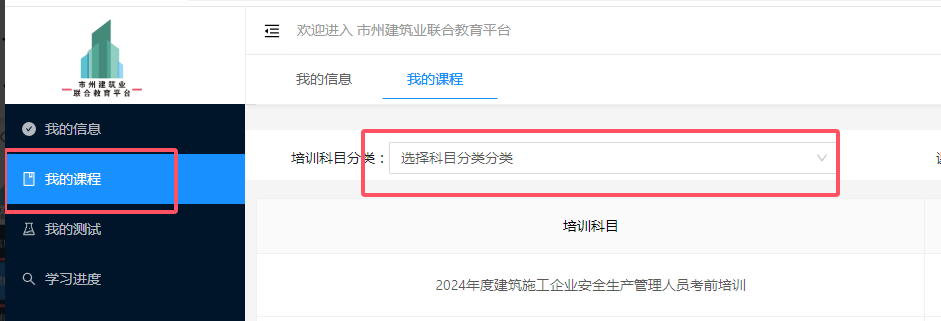 市州建筑业
联合教育平台
欢迎进入 市州建筑业联合教育平台
我的信息 我的课程
我的信息
我的课程
我的测试
学习进度
培训科目分类： 选择科目分类分类
培训科目
2024年度建筑施工企业安全生产管理人员考前培训